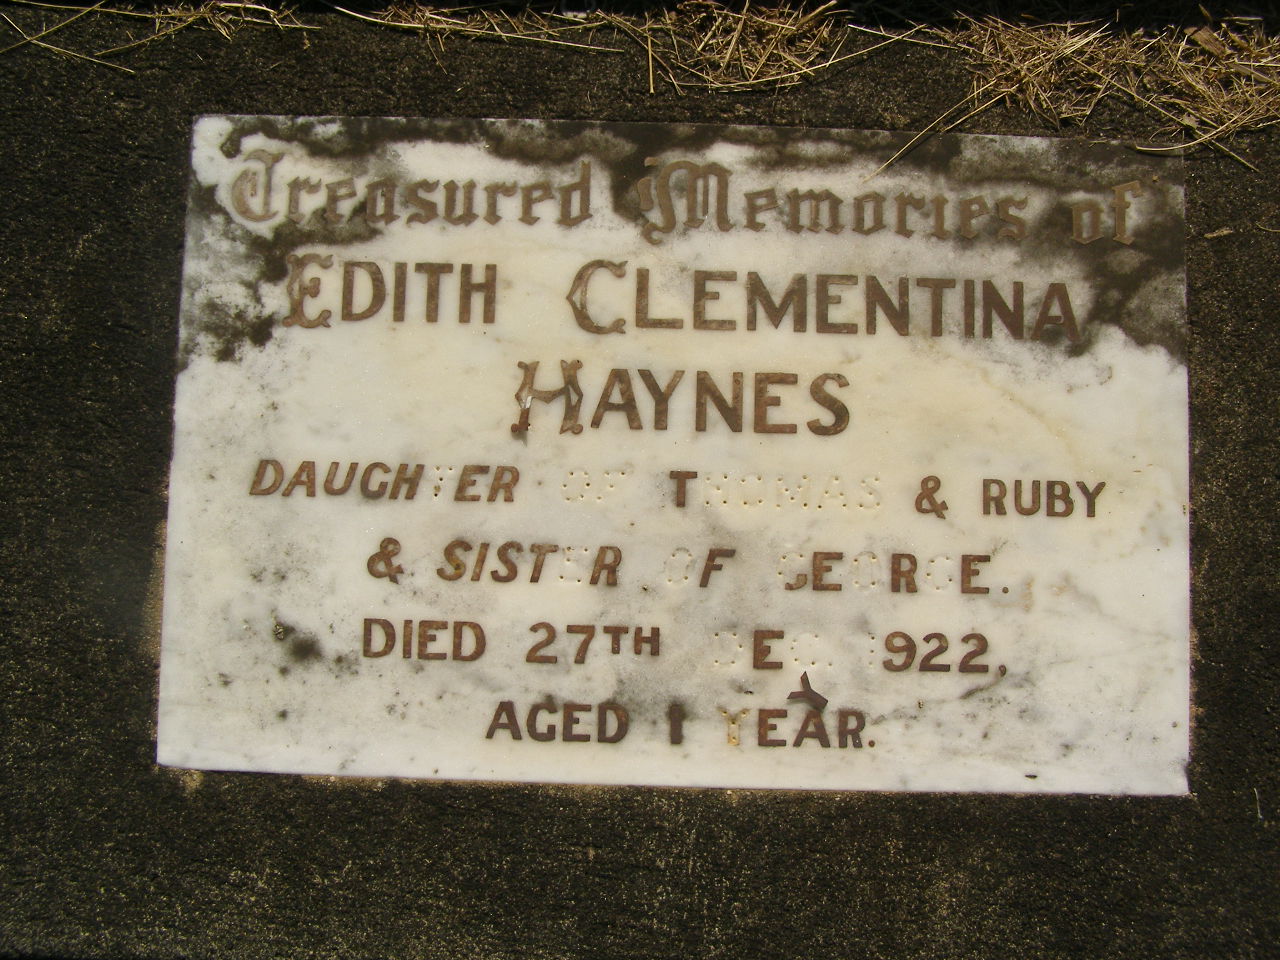 Treasured Memories of
EDITH CLEMENTINA
HAYNES
DAUGHTER OF THOMAS & RUBY
& SISTER OF GEORGE.
DIED 27TH DEC. 1922,
AGED 1 YEAR.